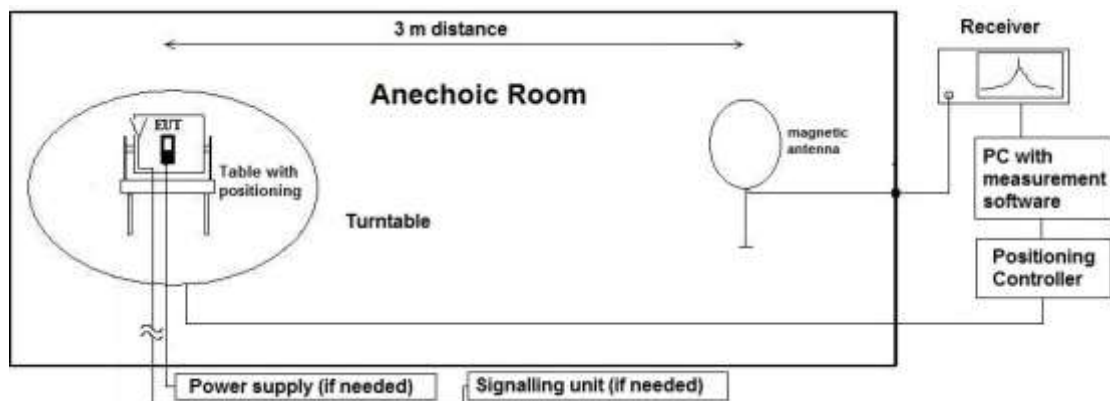 3 m distance
Receiver
Anechoic Room
EUT
magnetic
antenna
Table with
positioning
PC with
measurement
software
Turntable
Positioning
Controller
Power supply (if needed)
Signalling unit (if needed)